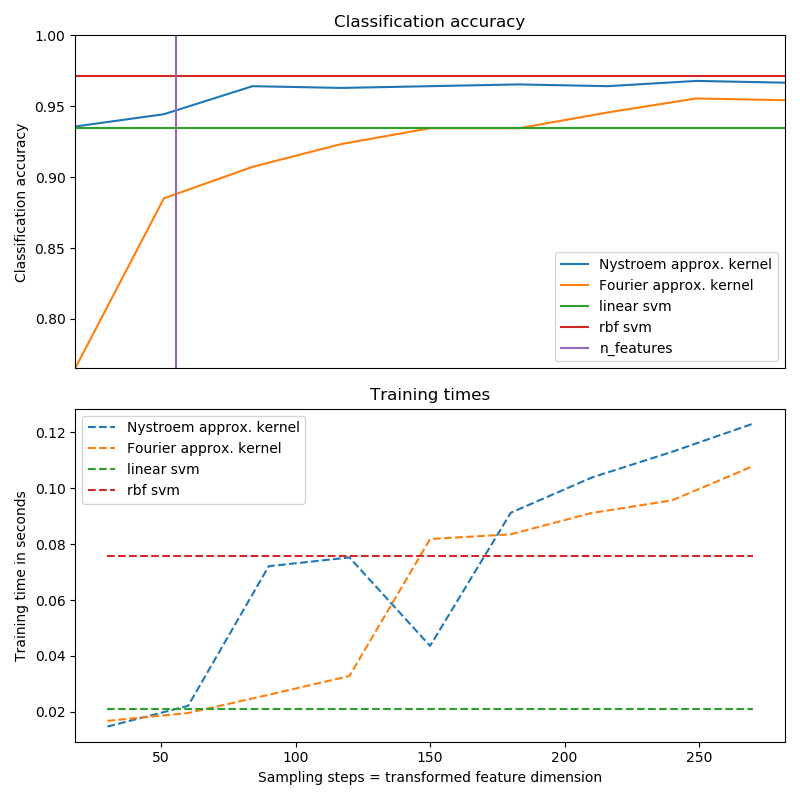 Classification accuracy
Classification accuracy
1.00
0.95
0.90
0.85
0.80
Nystroem approx. kernel
Fourier approx. kernel
linear svm
rbf svm
n_features
Training times
Training time in seconds
0.12
0.10
0.08
0.06
0.04
0.02
Nystroem approx. kernel
Fourier approx. kernel
linear svm
rbf svm
50 100 150 200 250
Sampling steps = transformed feature dimension